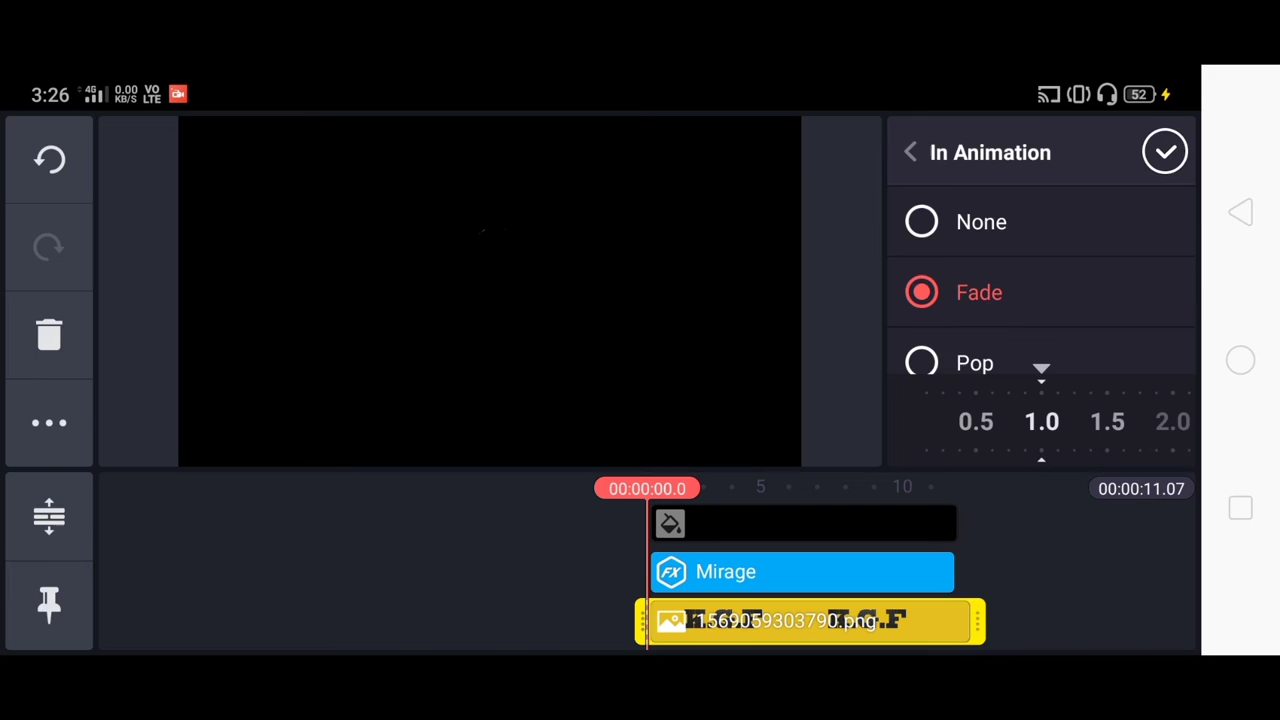 3:26 4G 0.00 KB/S VO LTE 52
In Animation
None
Fade
Pop
0.5 1.0 1.5 2.0
00:00:00.0 5 10 00:00:11.07
FX Mirage
1569059303790.png
K.G.F K.G.F